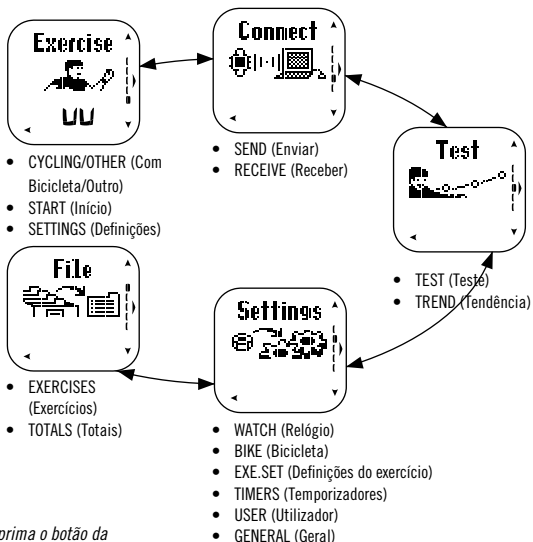 Exercise
• CYCLING/OTHER (Com
Bicicleta/Outro)
• START (Início)
• SETTINGS (Definições)
Connect
• SEND (Enviar)
• RECEIVE (Receber)
Test
• TEST (Teste)
• TREND (Tendência)
File
• EXERCISES
(Exercícios)
• TOTALS (Totais)
Settings
• WATCH (Relógio)
• BIKE (Bicicleta)
• EXE.SET (Definições do exercício)
• TIMERS (Temporizadores)
• USER (Utilizador)
• GENERAL (Geral)
prima o botão da